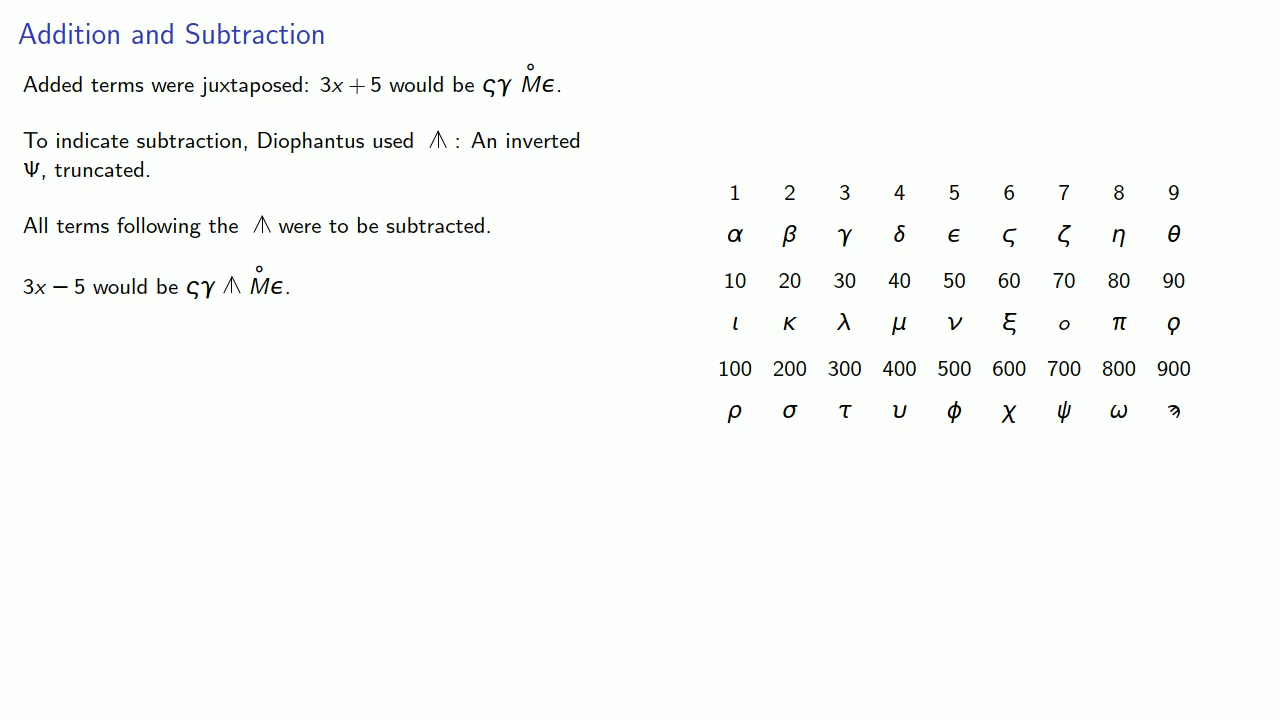 Addition and Subtraction
Added terms were juxtaposed: 3x + 5 would be ςγ M̊ϵ.
To indicate subtraction, Diophantus used ⩚ : An inverted
Ψ, truncated.
All terms following the ⩚ were to be subtracted.
3x − 5 would be ςγ ⩚ M̊ϵ.
1 2 3 4 5 6 7 8 9
α β γ δ ϵ ϛ ζ η θ
10 20 30 40 50 60 70 80 90
ι κ λ μ ν ξ ο π ϙ
100 200 300 400 500 600 700 800 900
ρ σ τ υ ϕ χ ψ ω ϡ